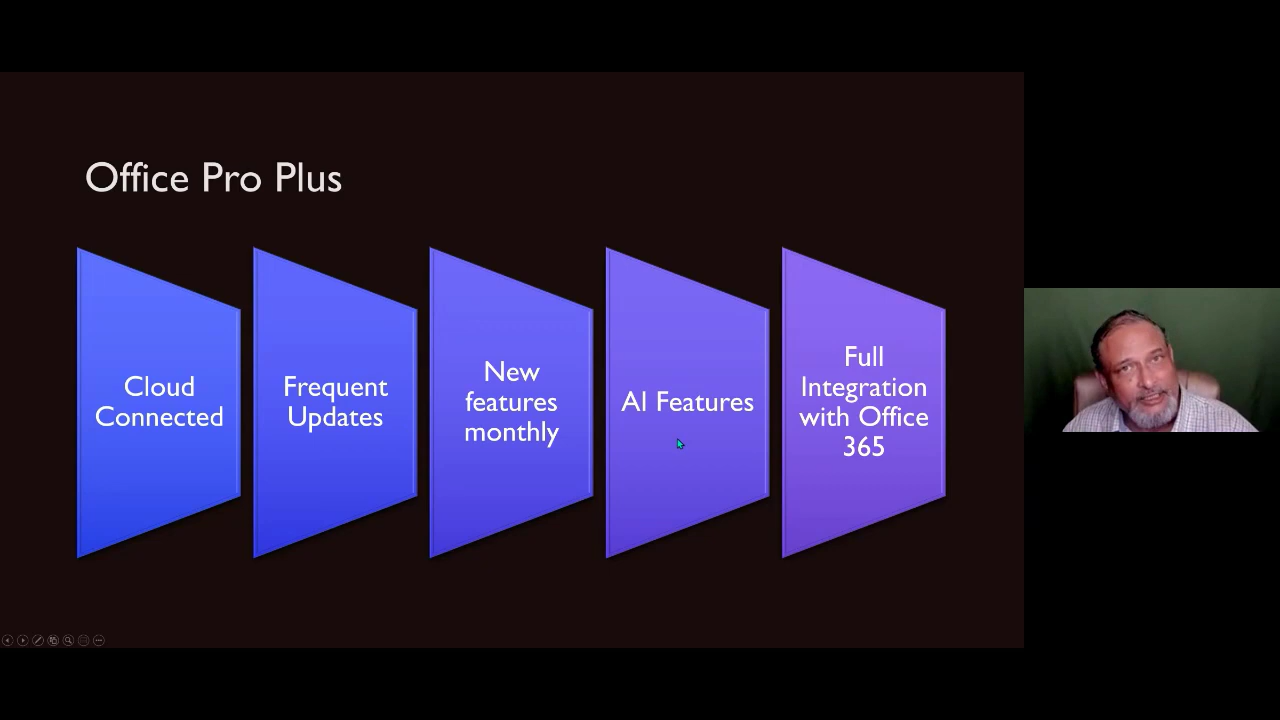 Office Pro Plus
Cloud
Connected
Frequent
Updates
New
features
monthly
AI Features
Full
Integration
with Office
365